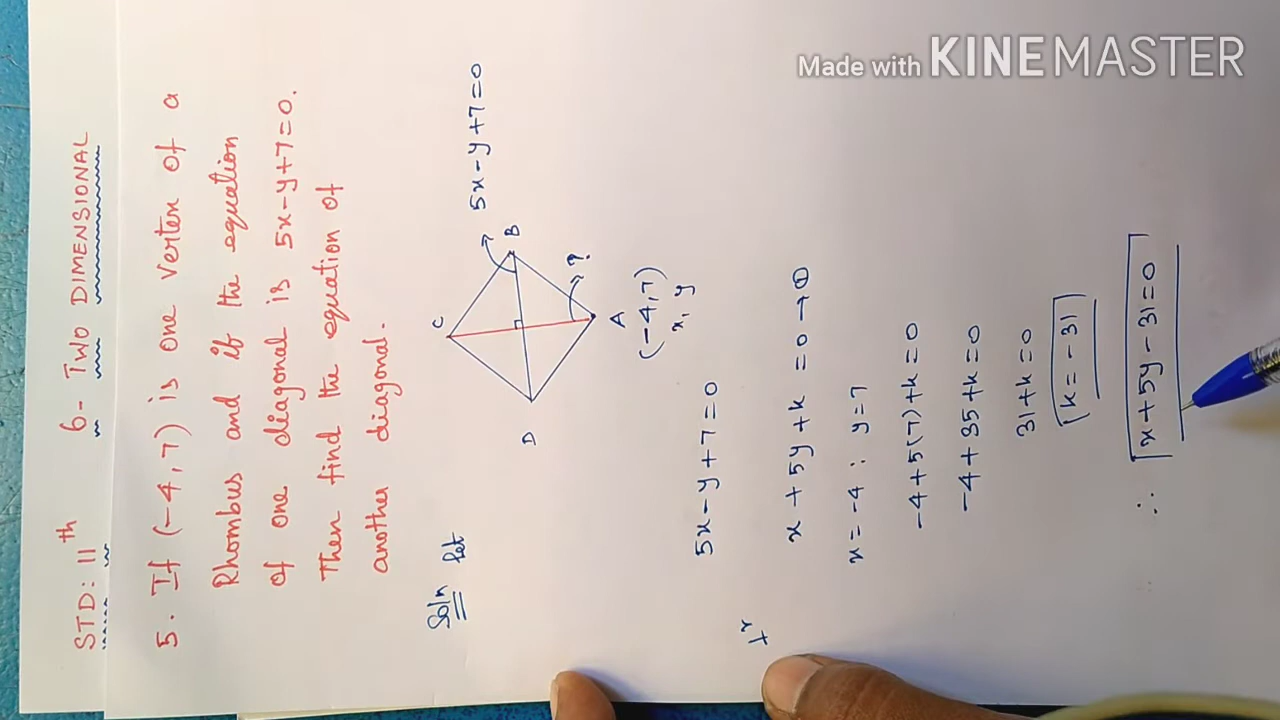 Made with KINEMASTER
STD: 11th 6- TWO DIMENSIONAL
5. If (-4, 7) is one vertex of a
Rhombus and if the equation
of one diagonal is 5x-y+7=0.
Then find the equation of
another diagonal.
Soln let
C
5x-y+7=0
D
B
?
A
(-4, 7)
x, y
5x-y+7=0
x+5y+k=0→①
x=-4 : y=7
-4+5(7)+k=0
-4+35+k=0
31+k=0
k=-31
∴ x+5y-31=0